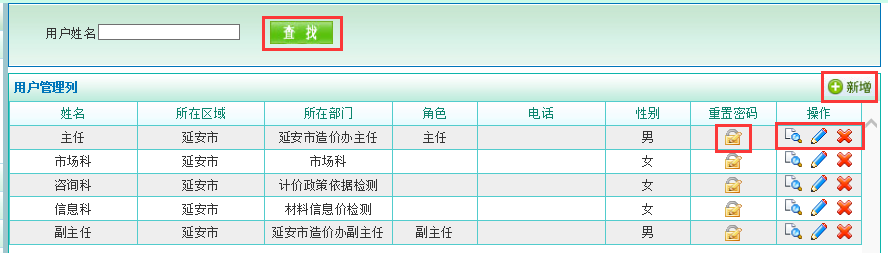 用户姓名 查 找
用户管理列 新增
姓名 所在区域 所在部门 角色 电话 性别 重置密码 操作
主任 延安市 延安市造价办主任 主任 男
市场科 延安市 市场科 女
咨询科 延安市 计价政策依据检测 女
信息科 延安市 材料信息价检测 女
副主任 延安市 延安市造价办副主任 副主任 男